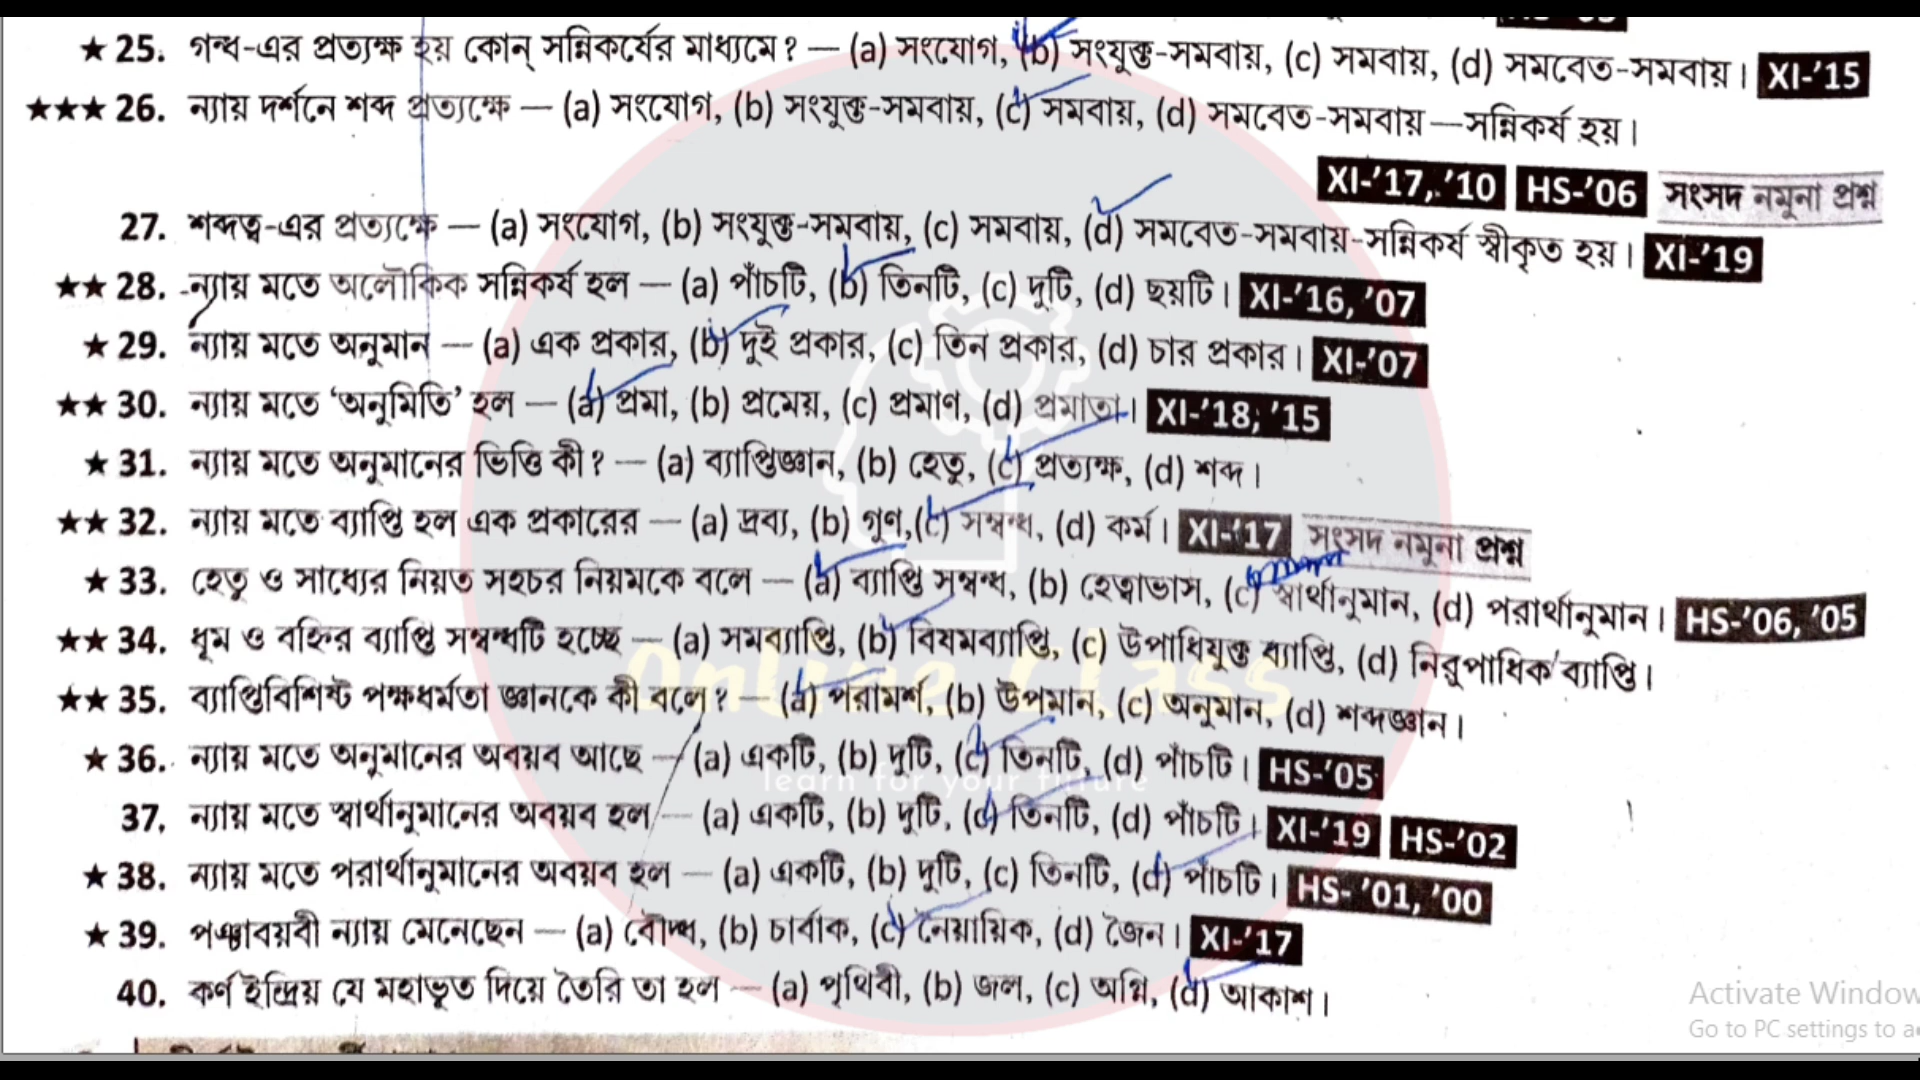 ★ 25. গন্ধ-এর প্রত্যক্ষ হয় কোন্ সন্নিকর্ষের মাধ্যমে? — (a) সংযোগ, (b) সংযুক্ত-সমবায়, (c) সমবায়, (d) সমবেত-সমবায়। XI-’15
★★★ 26. ন্যায় দর্শনে শব্দ প্রত্যক্ষে — (a) সংযোগ, (b) সংযুক্ত-সমবায়, (c) সমবায়, (d) সমবেত-সমবায়—সন্নিকর্ষ হয়।
XI-’17, ’10 HS-’06 সংসদ নমুনা প্রশ্ন
27. শব্দত্ব-এর প্রত্যক্ষে — (a) সংযোগ, (b) সংযুক্ত-সমবায়, (c) সমবায়, (d) সমবেত-সমবায়-সন্নিকর্ষ স্বীকৃত হয়। XI-’19
★★ 28. ন্যায় মতে অলৌকিক সন্নিকর্ষ হল — (a) পাঁচটি, (b) তিনটি, (c) দুটি, (d) ছয়টি। XI-’16, ’07
★ 29. ন্যায় মতে অনুমান — (a) এক প্রকার, (b) দুই প্রকার, (c) তিন প্রকার, (d) চার প্রকার। XI-’07
★★ 30. ন্যায় মতে ‘অনুমিতি’ হল — (a) প্রমা, (b) প্রমেয়, (c) প্রমাণ, (d) প্রমাতা। XI-’18; ’15
★ 31. ন্যায় মতে অনুমানের ভিত্তি কী? — (a) ব্যাপ্তিজ্ঞান, (b) হেতু, (c) প্রত্যক্ষ, (d) শব্দ।
★★ 32. ন্যায় মতে ব্যাপ্তি হল এক প্রকারের — (a) দ্রব্য, (b) গুণ, (c) সম্বন্ধ, (d) কর্ম। XI-’17 সংসদ নমুনা প্রশ্ন
★ 33. হেতু ও সাধ্যের নিয়ত সহচর নিয়মকে বলে — (a) ব্যাপ্তি সম্বন্ধ, (b) হেত্বাভাস, (c) স্বার্থানুমান, (d) পরার্থানুমান। HS-’06, ’05
★★ 34. ধূম ও বহ্নির ব্যাপ্তি সম্বন্ধটি হচ্ছে — (a) সমব্যাপ্তি, (b) বিষমব্যাপ্তি, (c) উপাধিযুক্ত ব্যাপ্তি, (d) নিরুপাধিক ব্যাপ্তি।
★★ 35. ব্যাপ্তিবিশিষ্ট পক্ষধর্মতা জ্ঞানকে কী বলে? — (a) পরামর্শ, (b) উপমান, (c) অনুমান, (d) শব্দজ্ঞান।
Online Class
★ 36. ন্যায় মতে অনুমানের অবয়ব আছে — (a) একটি, (b) দুটি, (c) তিনটি, (d) পাঁচটি। HS-’05
learn for your future
37. ন্যায় মতে স্বার্থানুমানের অবয়ব হল — (a) একটি, (b) দুটি, (c) তিনটি, (d) পাঁচটি। XI-’19 HS-’02
★ 38. ন্যায় মতে পরার্থানুমানের অবয়ব হল — (a) একটি, (b) দুটি, (c) তিনটি, (d) পাঁচটি। HS- ’01, ’00
★ 39. পঞ্চাবয়বী ন্যায় মেনেছেন — (a) বৌদ্ধ, (b) চার্বাক, (c) নৈয়ায়িক, (d) জৈন। XI-’17
40. কর্ণ ইন্দ্রিয় যে মহাভূত দিয়ে তৈরি তা হল — (a) পৃথিবী, (b) জল, (c) অগ্নি, (d) আকাশ।
Activate Window
Go to PC settings to a